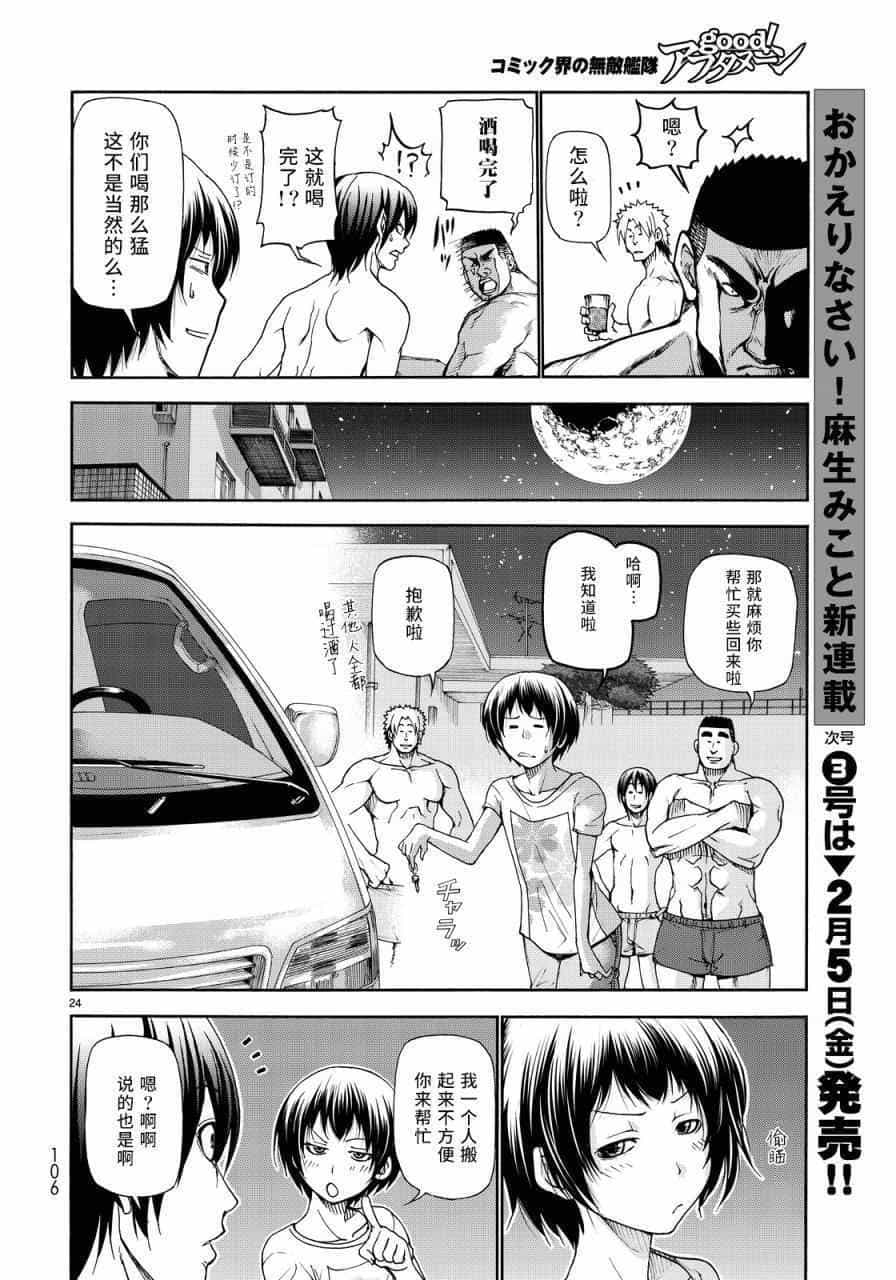 コミック界の無敵艦隊
good!
アフタヌーン
おかえりなさい！麻生みこと新連載
次号
3号は▼2月5日(金)発売!!
嗯？
怎么啦？
酒喝完了
!?
这就喝
完了!?
是不是订的
时候少订了!?
你们喝那么猛
这不是当然的么…
那就麻烦你
帮忙买些回来啦
哈啊…
我知道啦
抱歉啦
其他人全都
喝过酒了
チャラッ
24
偷瞄
我一个人搬
起来不方便
你来帮忙
嗯？啊啊
说的也是啊
106